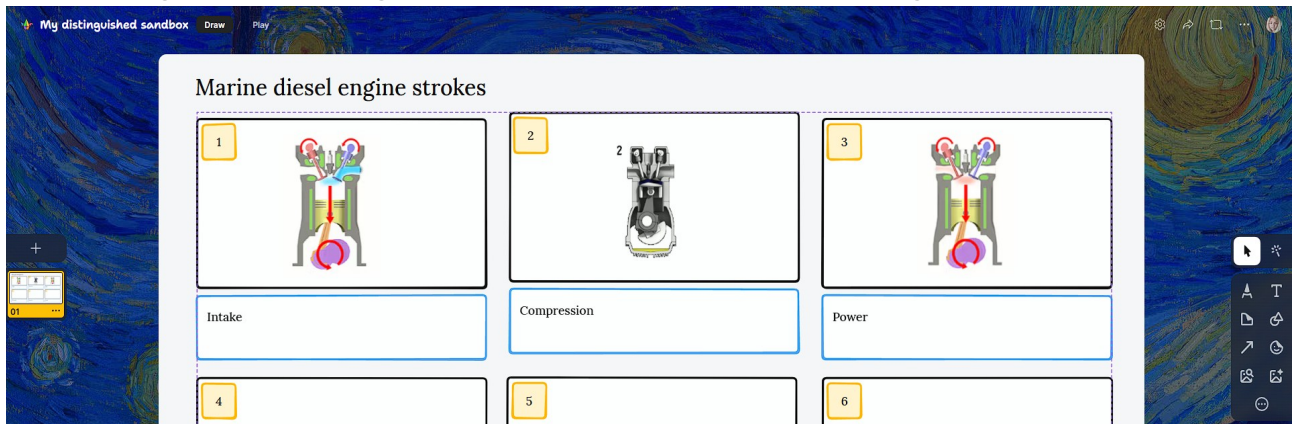 My distinguished sandbox Draw Play
Marine diesel engine strokes
1
2
2
3
Intake
Compression
Power
01
4
5
6